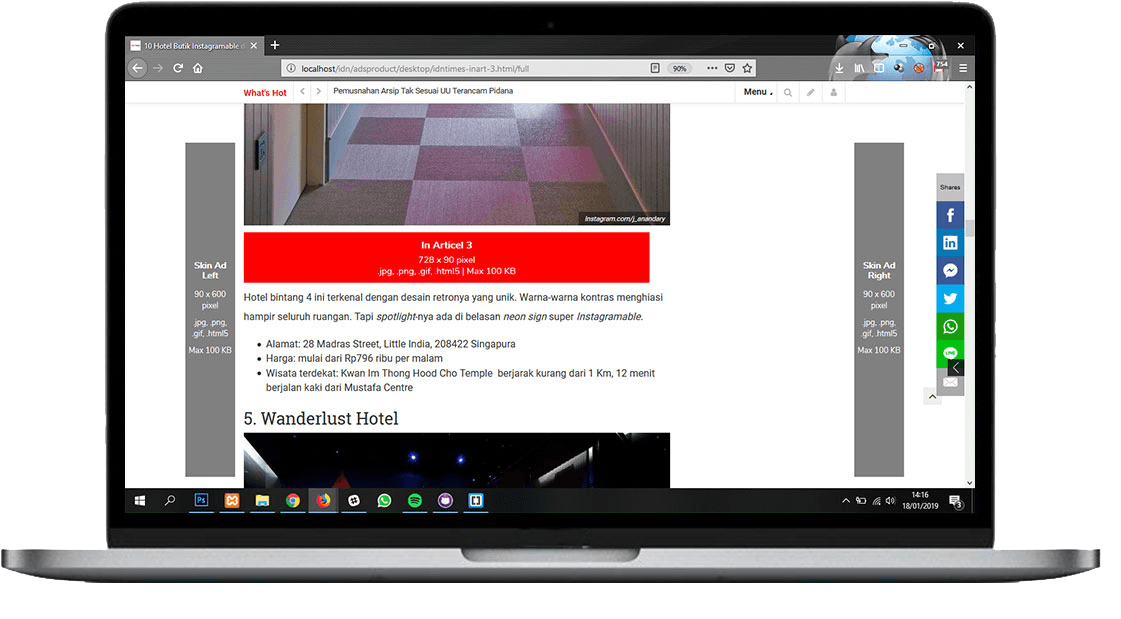 10 Hotel Butik Instagramable d
localhost/idn/adsproduct/desktop/idntimes-inart-3.html/full
90%
754
What's Hot
Pemusnahan Arsip Tak Sesuai UU Terancam Pidana
Menu
Instagram.com/j_anandary
In Articel 3
728 x 90 pixel
.jpg, .png, .gif, .html5 | Max 100 KB
Skin Ad
Left
90 x 600
pixel
.jpg, .png,
.gif, .html5
Max 100 KB
Hotel bintang 4 ini terkenal dengan desain retronya yang unik. Warna-warna kontras menghiasi
hampir seluruh ruangan. Tapi spotlight-nya ada di belasan neon sign super Instagramable.
Alamat: 28 Madras Street, Little India, 208422 Singapura
Harga: mulai dari Rp796 ribu per malam
Wisata terdekat: Kwan Im Thong Hood Cho Temple berjarak kurang dari 1 Km, 12 menit
berjalan kaki dari Mustafa Centre
5. Wanderlust Hotel
Skin Ad
Right
90 x 600
pixel
.jpg, .png,
.gif, .html5
Max 100 KB
Shares
LINE
Ps
14:16
18/01/2019
3